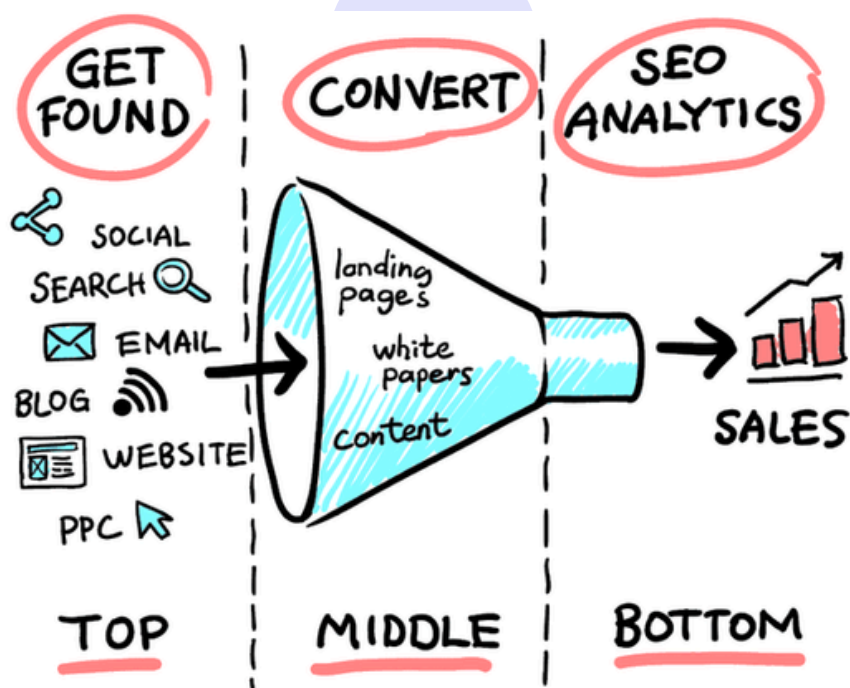 GET
FOUND
CONVERT
SEO
ANALYTICS
SOCIAL
SEARCH
EMAIL
BLOG
WEBSITE
PPC
landing
pages
white
papers
content
SALES
TOP
MIDDLE
BOTTOM